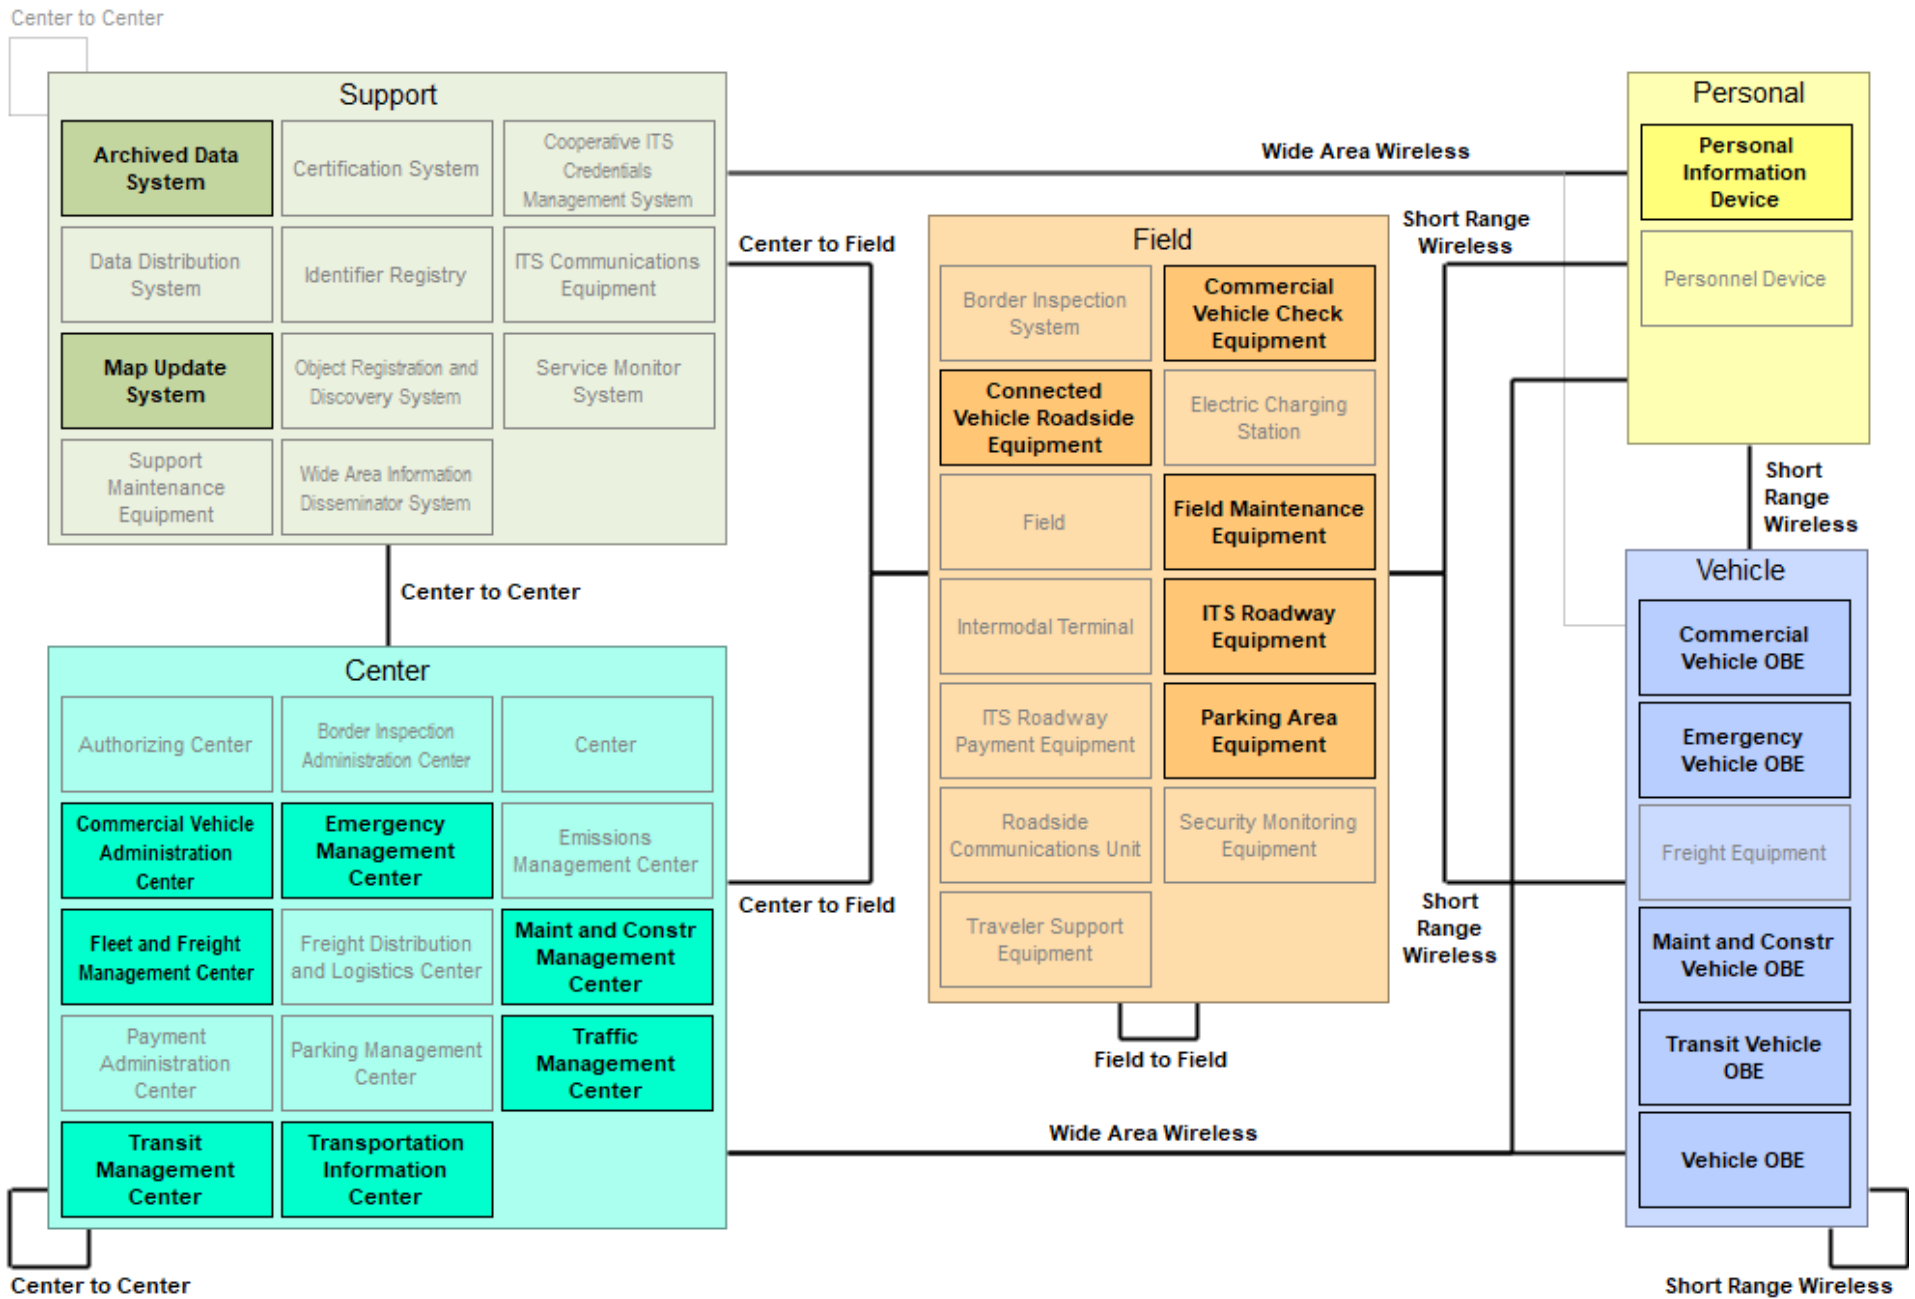 Center to Center
Support
Archived Data
System
Certification System
Cooperative ITS
Credentials
Management System
Data Distribution
System
Identifier Registry
ITS Communications
Equipment
Map Update
System
Object Registration and
Discovery System
Service Monitor
System
Support
Maintenance
Equipment
Wide Area Information
Disseminator System
Center to Center
Center
Authorizing Center
Border Inspection
Administration Center
Center
Commercial Vehicle
Administration
Center
Emergency
Management
Center
Emissions
Management Center
Fleet and Freight
Management Center
Freight Distribution
and Logistics Center
Maint and Constr
Management
Center
Payment
Administration
Center
Parking Management
Center
Traffic
Management
Center
Transit
Management
Center
Transportation
Information
Center
Center to Center
Wide Area Wireless
Center to Field
Center to Field
Wide Area Wireless
Field
Border Inspection
System
Commercial
Vehicle Check
Equipment
Connected
Vehicle Roadside
Equipment
Electric Charging
Station
Field
Field Maintenance
Equipment
Intermodal Terminal
ITS Roadway
Equipment
ITS Roadway
Payment Equipment
Parking Area
Equipment
Roadside
Communications Unit
Security Monitoring
Equipment
Traveler Support
Equipment
Field to Field
Short Range
Wireless
Short
Range
Wireless
Personal
Personal
Information
Device
Personnel Device
Short
Range
Wireless
Vehicle
Commercial
Vehicle OBE
Emergency
Vehicle OBE
Freight Equipment
Maint and Constr
Vehicle OBE
Transit Vehicle
OBE
Vehicle OBE
Short Range Wireless